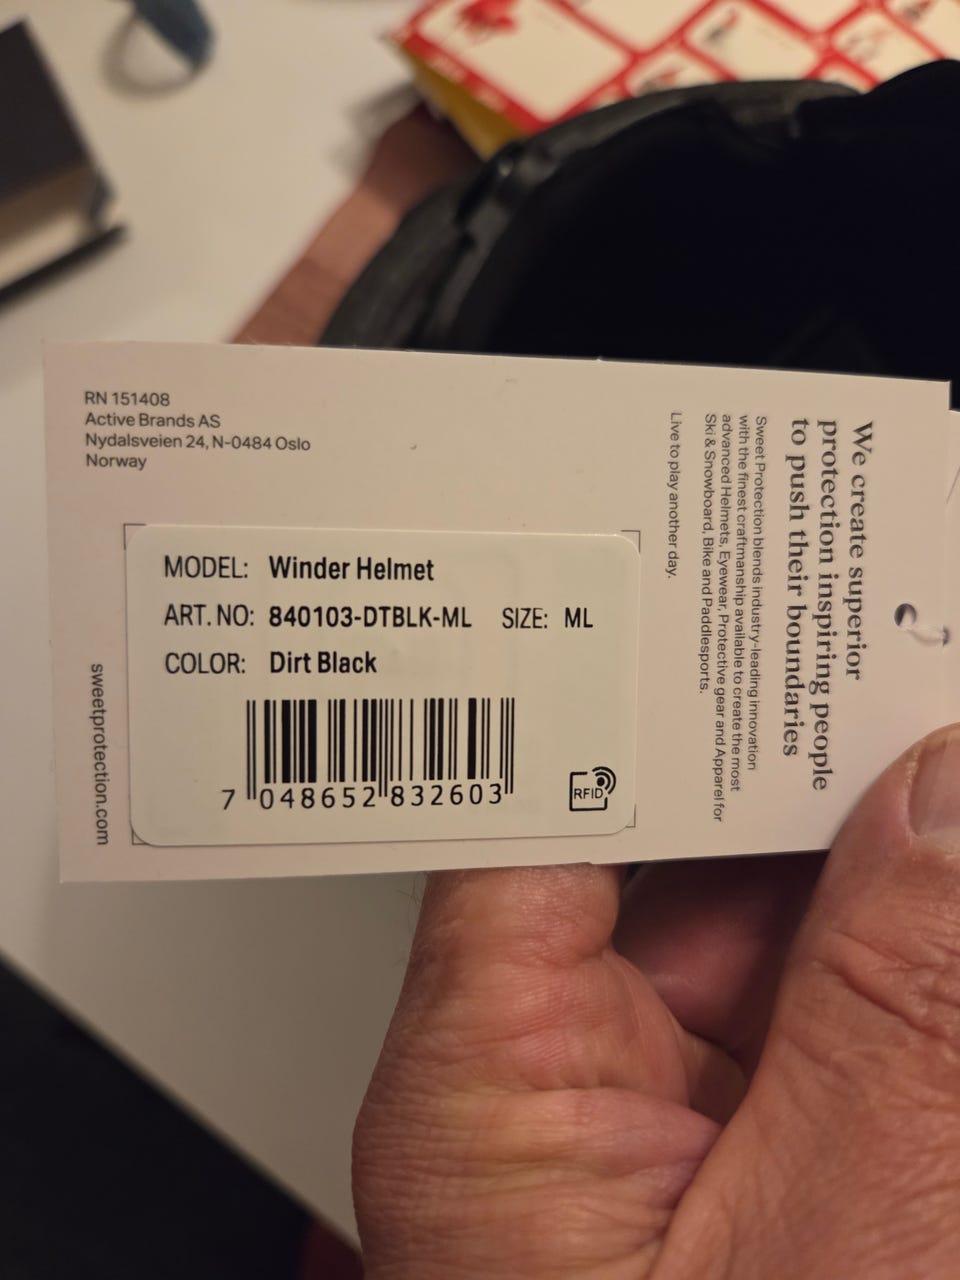 RN 151408
Active Brands AS
Nydalsveien 24, N-0484 Oslo
Norway
MODEL: Winder Helmet
ART. NO: 840103-DTBLK-ML SIZE: ML
COLOR: Dirt Black
7 048652 832603
RFID
sweetprotection.com
We create superior
protection inspiring people
to push their boundaries
Sweet Protection blends industry-leading innovation
with the finest craftmanship available to create the most
advanced Helmets, Eyewear, Protective gear and Apparel for
Ski & Snowboard, Bike and Paddlesports.
Live to play another day.